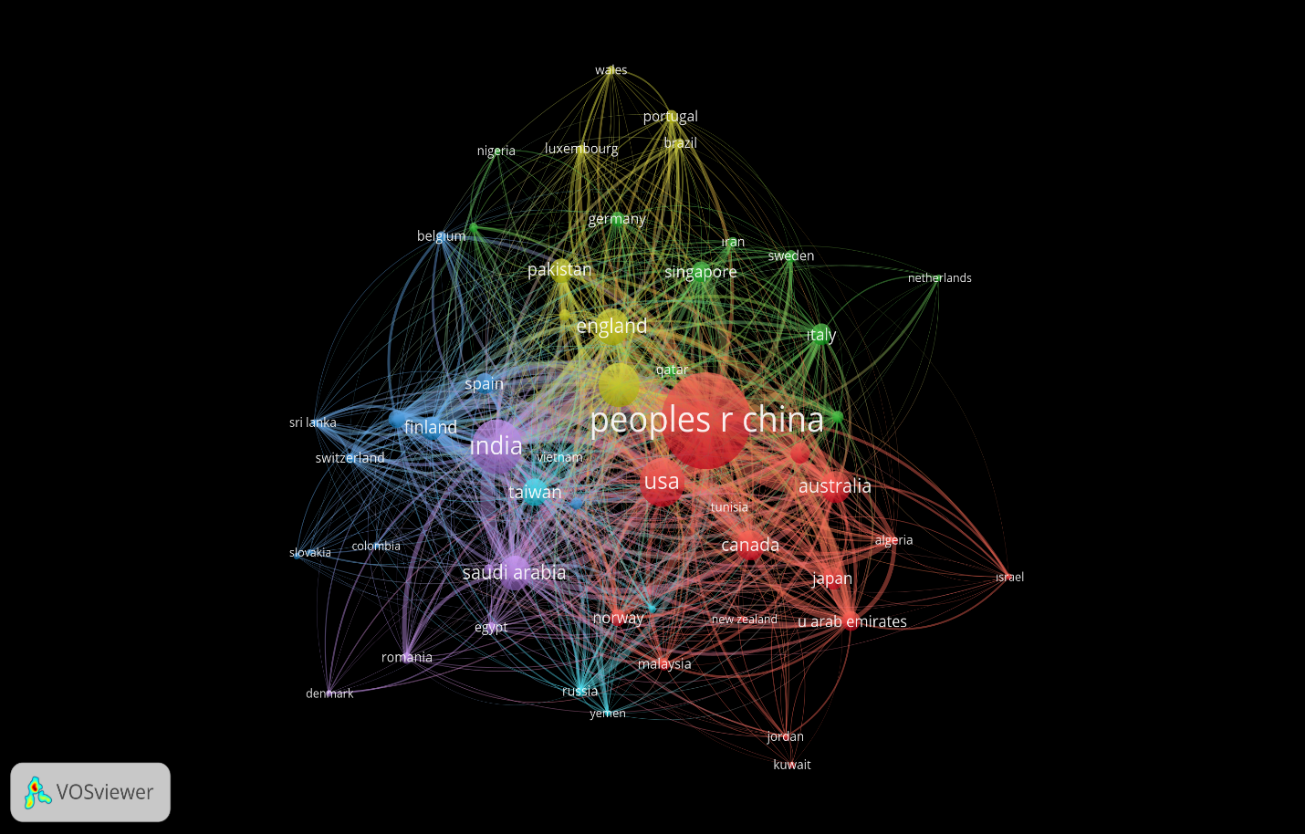 wales
portugal
brazil
luxembourg
nigeria
germany
belgium
iran
sweden
pakistan
singapore
netherlands
england
italy
qatar
spain
peoples r china
sri lanka
finland
india
switzerland
vietnam
usa
australia
taiwan
tunisia
canada
algeria
colombia
slovakia
saudi arabia
japan
israel
norway
new zealand
u arab emirates
egypt
romania
malaysia
denmark
russia
yemen
jordan
kuwait
VOSviewer